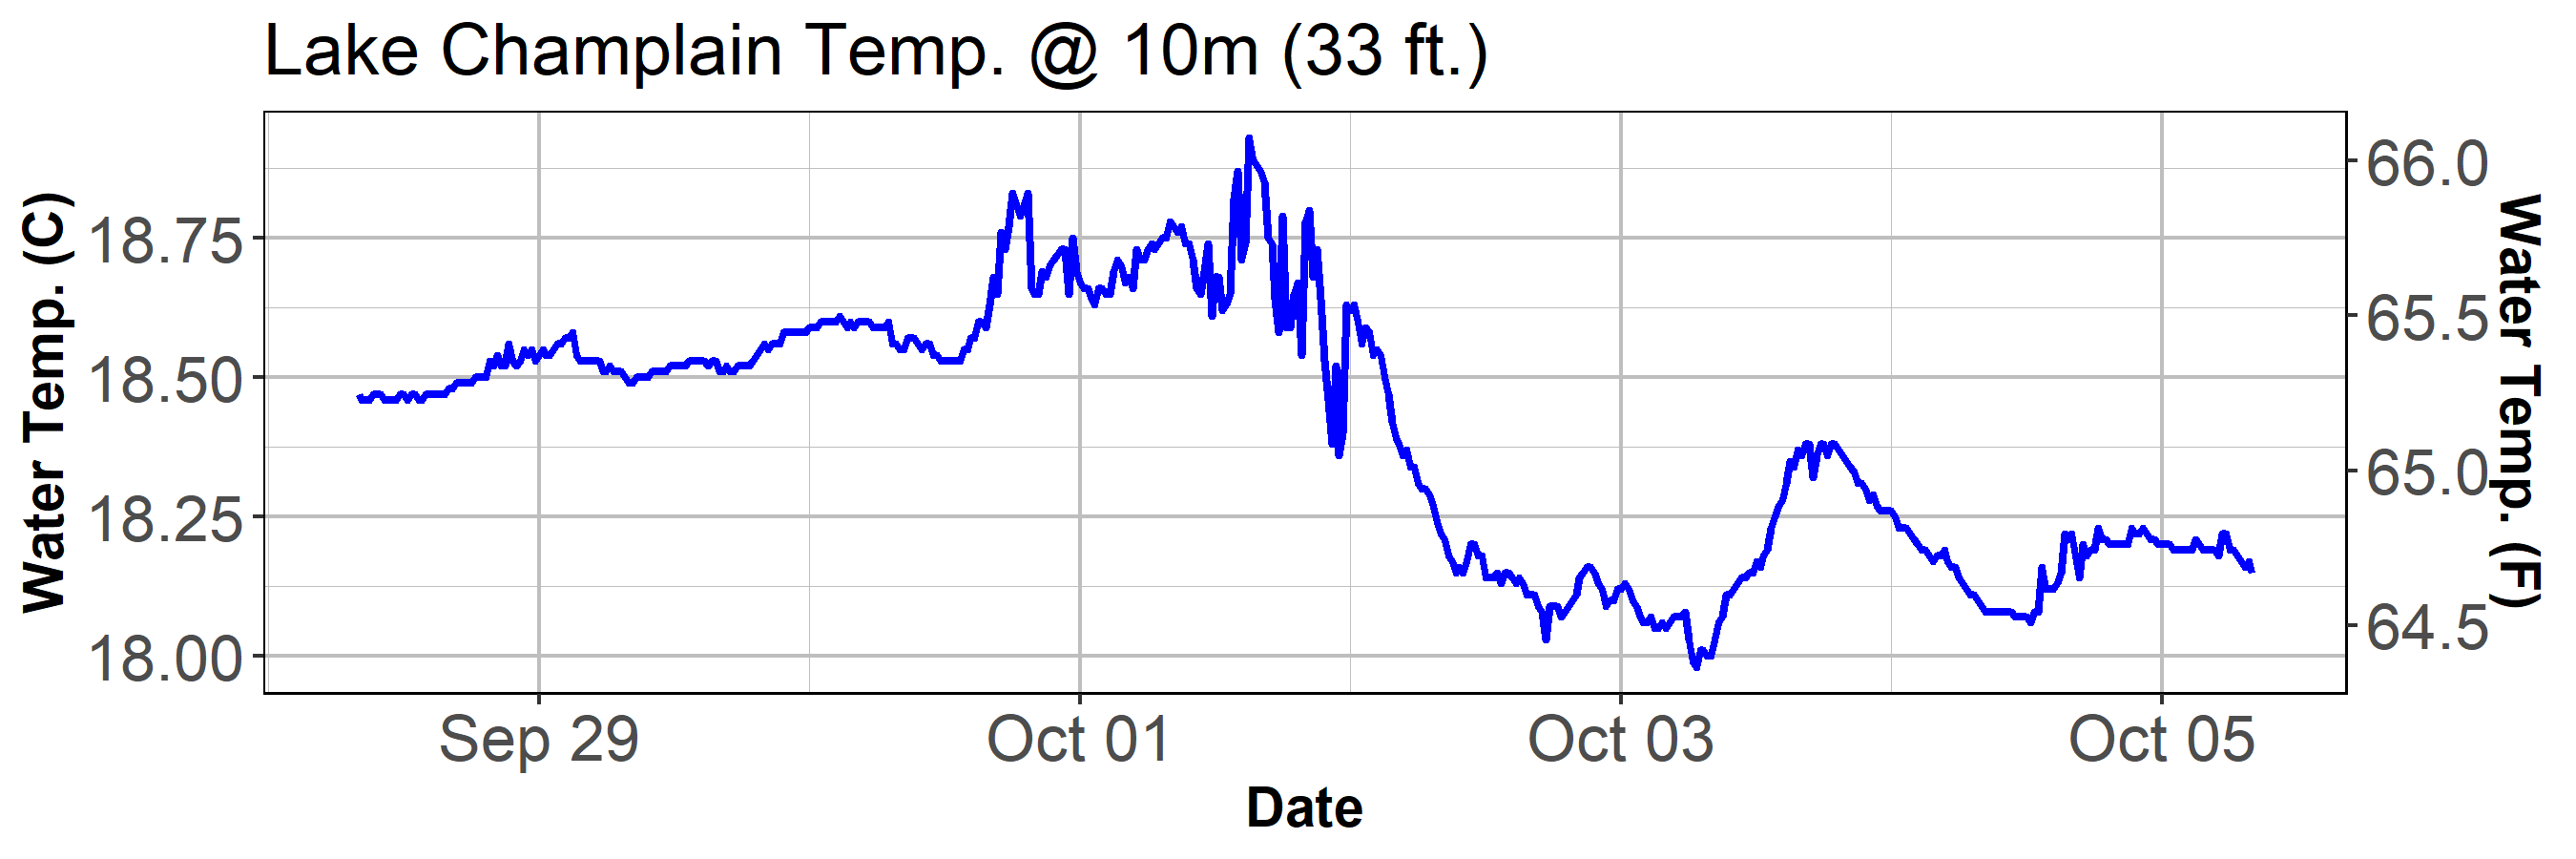 Lake Champlain Temp. @ 10m (33 ft.)
Water Temp. (C)
18.75
18.50
18.25
18.00
66.0
65.5
65.0
64.5
Water Temp. (F)
Sep 29
Oct 01
Oct 03
Oct 05
Date